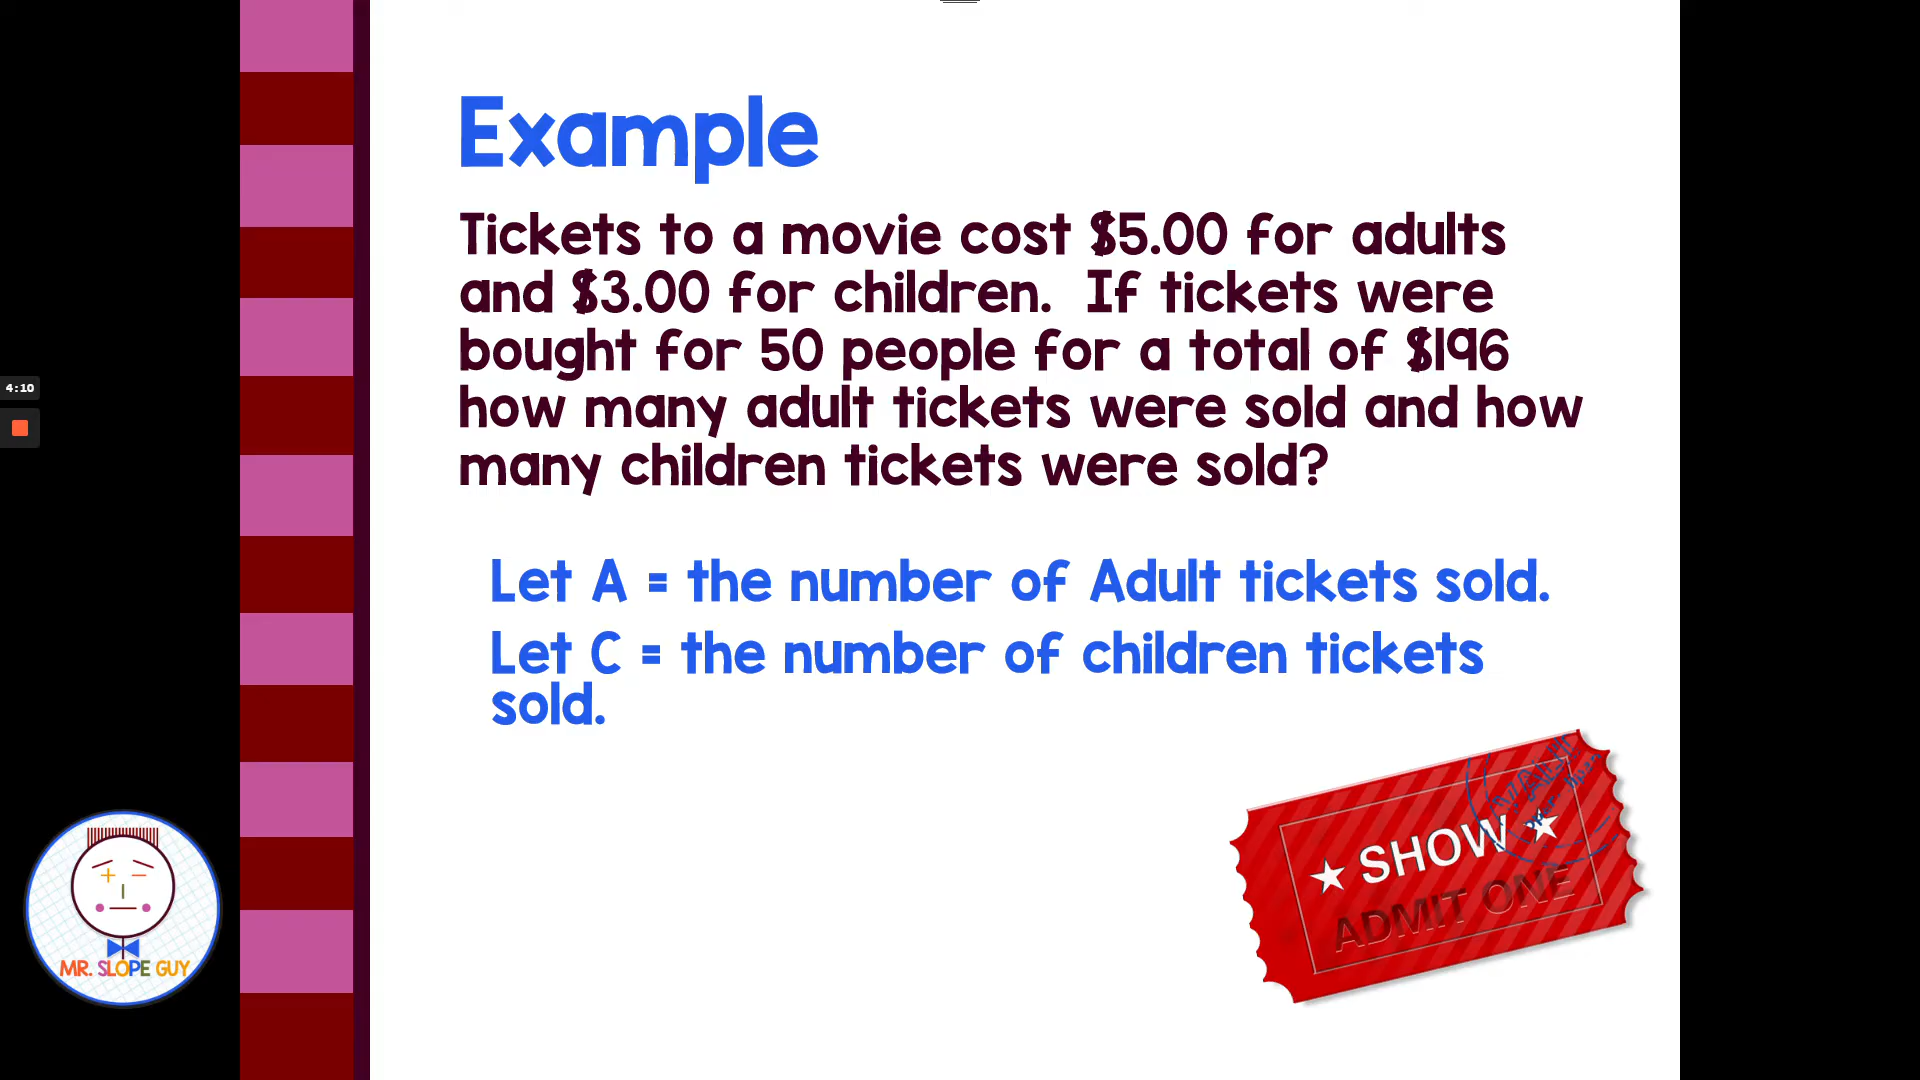 Example
Tickets to a movie cost $5.00 for adults
and $3.00 for children. If tickets were
bought for 50 people for a total of $196
how many adult tickets were sold and how
many children tickets were sold?
Let A = the number of Adult tickets sold.
Let C = the number of children tickets
sold.
4:10
MR. SLOPE GUY
★ SHOW ★
ADMIT ONE